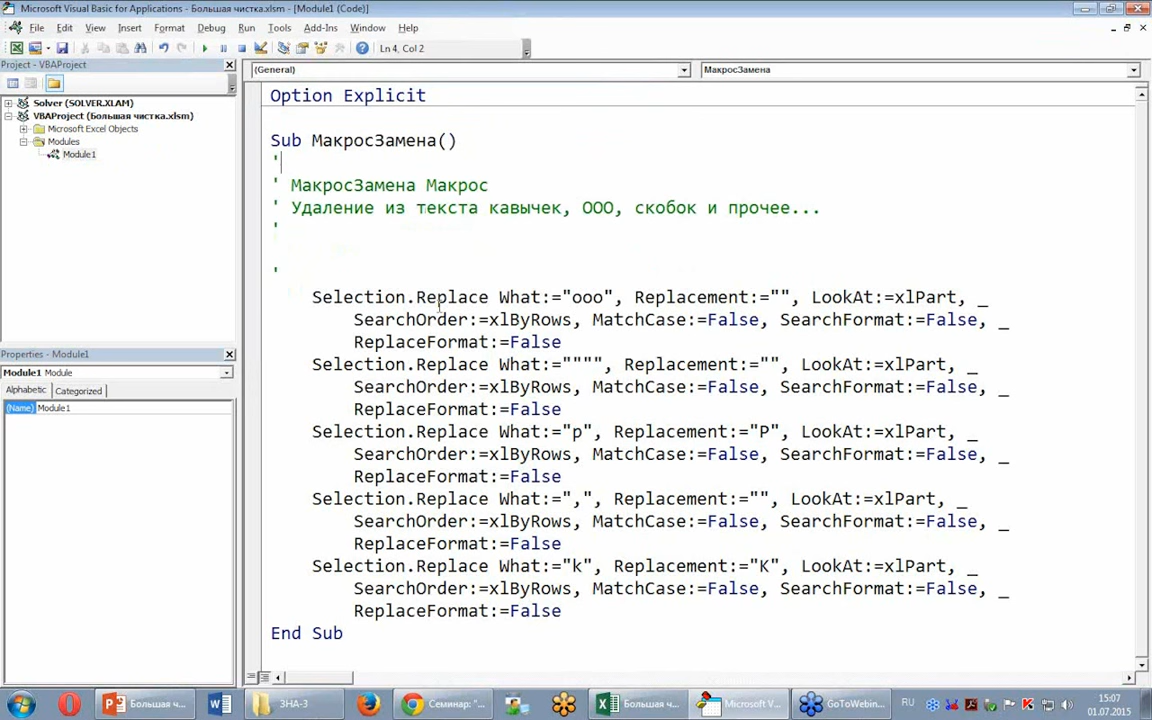 Microsoft Visual Basic for Applications - Большая чистка.xlsm - [Module1 (Code)]
File Edit View Insert Format Debug Run Tools Add-Ins Window Help
Ln 4, Col 2
Project - VBAProject
(General) МакросЗамена
Solver (SOLVER.XLAM)
VBAProject (Большая чистка.xlsm)
Microsoft Excel Objects
Modules
Module1
Option Explicit
Sub МакросЗамена()
'
' МакросЗамена Макрос
' Удаление из текста кавычек, ООО, скобок и прочее...
'
'
Selection.Replace What:="ооо", Replacement:="", LookAt:=xlPart, _
SearchOrder:=xlByRows, MatchCase:=False, SearchFormat:=False, _
ReplaceFormat:=False
Selection.Replace What:="""", Replacement:="", LookAt:=xlPart, _
SearchOrder:=xlByRows, MatchCase:=False, SearchFormat:=False, _
ReplaceFormat:=False
Selection.Replace What:="р", Replacement:="Р", LookAt:=xlPart, _
SearchOrder:=xlByRows, MatchCase:=False, SearchFormat:=False, _
ReplaceFormat:=False
Selection.Replace What:=",", Replacement:="", LookAt:=xlPart, _
SearchOrder:=xlByRows, MatchCase:=False, SearchFormat:=False, _
ReplaceFormat:=False
Selection.Replace What:="k", Replacement:="К", LookAt:=xlPart, _
SearchOrder:=xlByRows, MatchCase:=False, SearchFormat:=False, _
ReplaceFormat:=False
End Sub
Properties - Module1
Module1 Module
Alphabetic Categorized
(Name) Module1
Большая ч...
ЗНА-3
Семинар: "...
Большая ч...
Microsoft V...
GoToWebin...
RU
15:07
01.07.2015